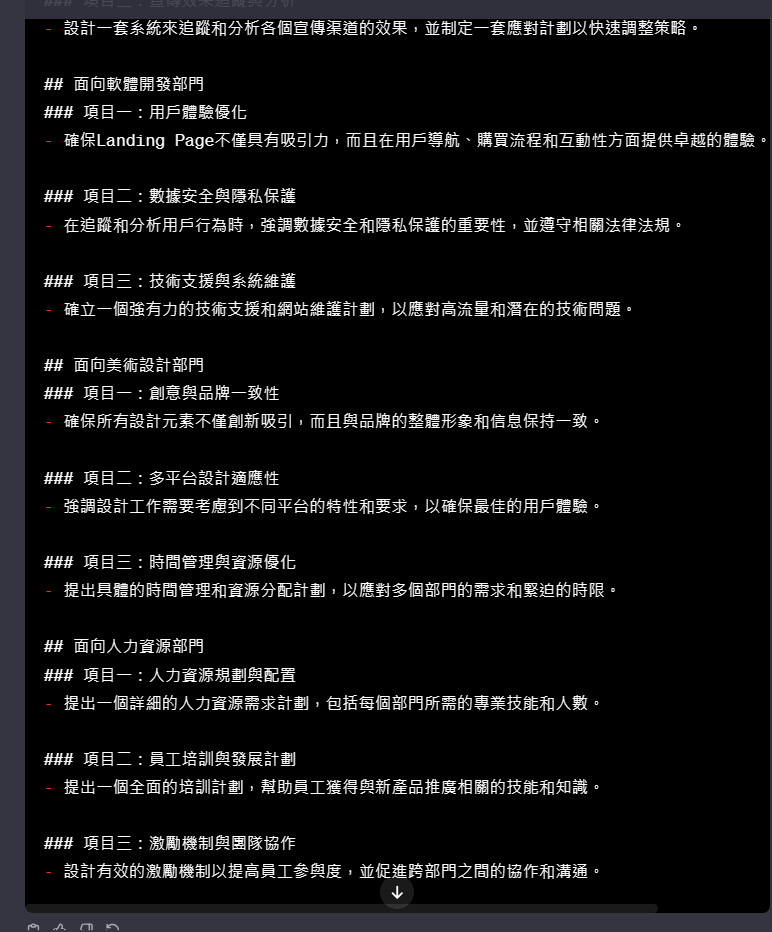 ### 項目三：宣傳效果追蹤與分析
- 設計一套系統來追蹤和分析各個宣傳渠道的效果，並制定一套應對計劃以快速調整策略。
## 面向軟體開發部門
### 項目一：用戶體驗優化
- 確保Landing Page不僅具有吸引力，而且在用戶導航、購買流程和互動性方面提供卓越的體驗。
### 項目二：數據安全與隱私保護
- 在追蹤和分析用戶行為時，強調數據安全和隱私保護的重要性，並遵守相關法律法規。
### 項目三：技術支援與系統維護
- 確立一個強有力的技術支援和網站維護計劃，以應對高流量和潛在的技術問題。
## 面向美術設計部門
### 項目一：創意與品牌一致性
- 確保所有設計元素不僅創新吸引，而且與品牌的整體形象和信息保持一致。
### 項目二：多平台設計適應性
- 強調設計工作需要考慮到不同平台的特性和要求，以確保最佳的用戶體驗。
### 項目三：時間管理與資源優化
- 提出具體的時間管理和資源分配計劃，以應對多個部門的需求和緊迫的時限。
## 面向人力資源部門
### 項目一：人力資源規劃與配置
- 提出一個詳細的人力資源需求計劃，包括每個部門所需的專業技能和人數。
### 項目二：員工培訓與發展計劃
- 提出一個全面的培訓計劃，幫助員工獲得與新產品推廣相關的技能和知識。
### 項目三：激勵機制與團隊協作
- 設計有效的激勵機制以提高員工參與度，並促進跨部門之間的協作和溝通。